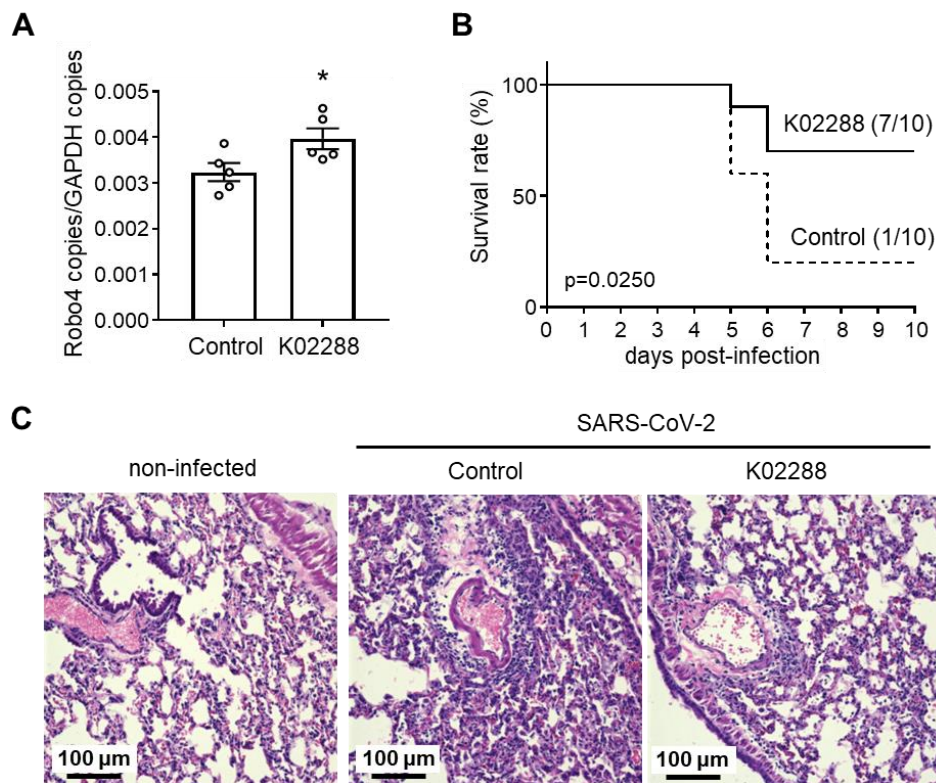 A
Robo4 copies/GAPDH copies
0.005
0.004
0.003
0.002
0.001
0.000
*
Control
K02288
B
Survival rate (%)
100
50
0
K02288 (7/10)
Control (1/10)
p=0.0250
0 1 2 3 4 5 6 7 8 9 10
days post-infection
C
SARS-CoV-2
non-infected
Control
K02288
100 μm
100 μm
100 μm